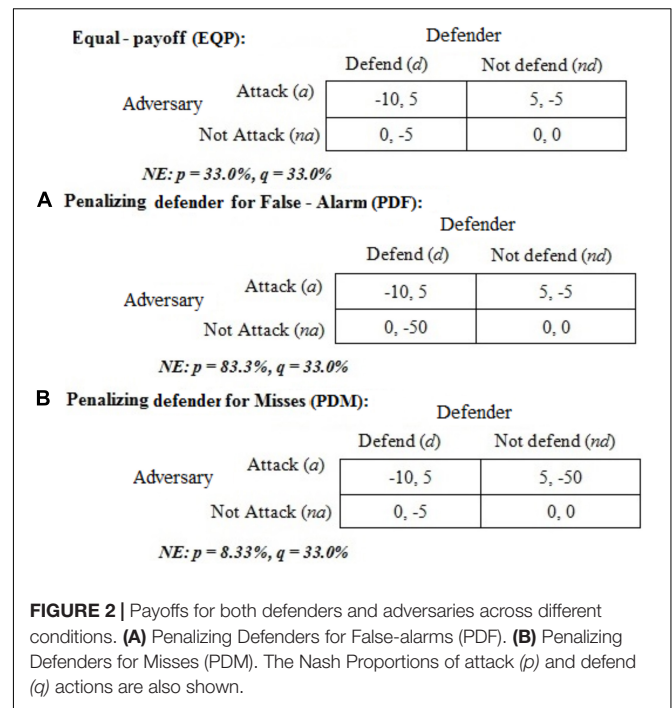 Equal - payoff (EQP):
Defender
Defend (d) Not defend (nd)
Adversary Attack (a) -10, 5 5, -5
Not Attack (na) 0, -5 0, 0
NE: p = 33.0%, q = 33.0%
A Penalizing defender for False - Alarm (PDF):
Defender
Defend (d) Not defend (nd)
Adversary Attack (a) -10, 5 5, -5
Not Attack (na) 0, -50 0, 0
NE: p = 83.3%, q = 33.0%
B Penalizing defender for Misses (PDM):
Defender
Defend (d) Not defend (nd)
Adversary Attack (a) -10, 5 5, -50
Not Attack (na) 0, -5 0, 0
NE: p = 8.33%, q = 33.0%
FIGURE 2 | Payoffs for both defenders and adversaries across different
conditions. (A) Penalizing Defenders for False-alarms (PDF). (B) Penalizing
Defenders for Misses (PDM). The Nash Proportions of attack (p) and defend
(q) actions are also shown.